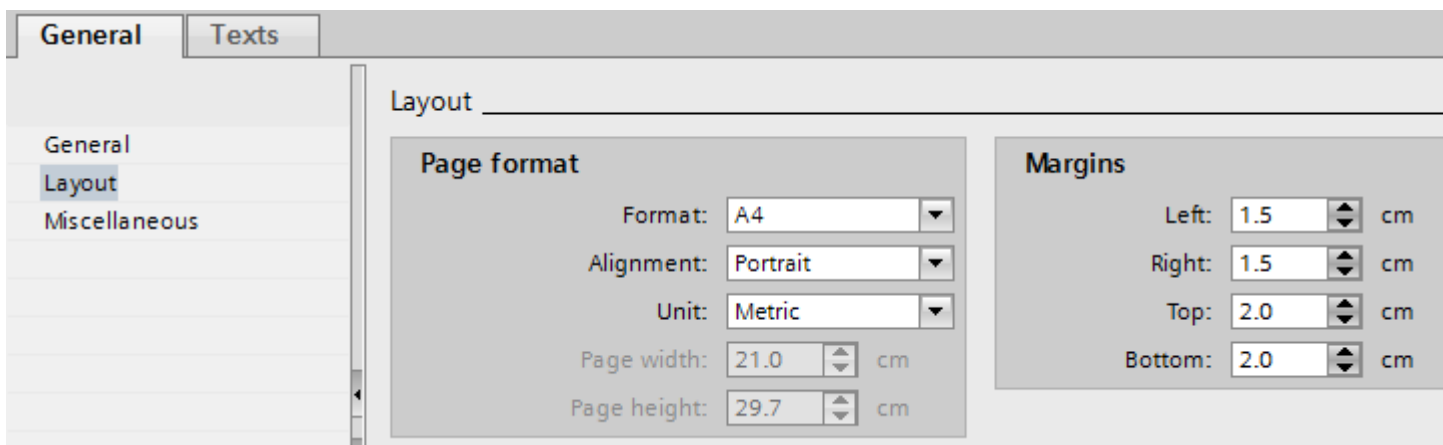 General Texts
Layout
General
Layout
Miscellaneous
Page format
Format: A4
Alignment: Portrait
Unit: Metric
Page width: 21.0 cm
Page height: 29.7 cm
Margins
Left: 1.5 cm
Right: 1.5 cm
Top: 2.0 cm
Bottom: 2.0 cm